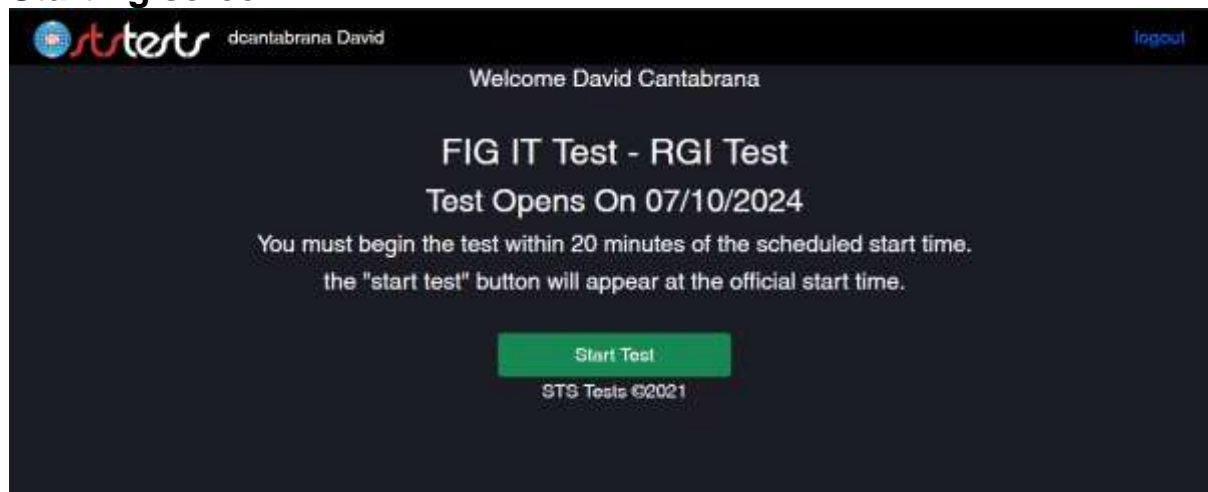 ststests dcantabrana David logout
Welcome David Cantabrana
FIG IT Test - RGI Test
Test Opens On 07/10/2024
You must begin the test within 20 minutes of the scheduled start time.
the "start test" button will appear at the official start time.
Start Test
STS Tests ©2021